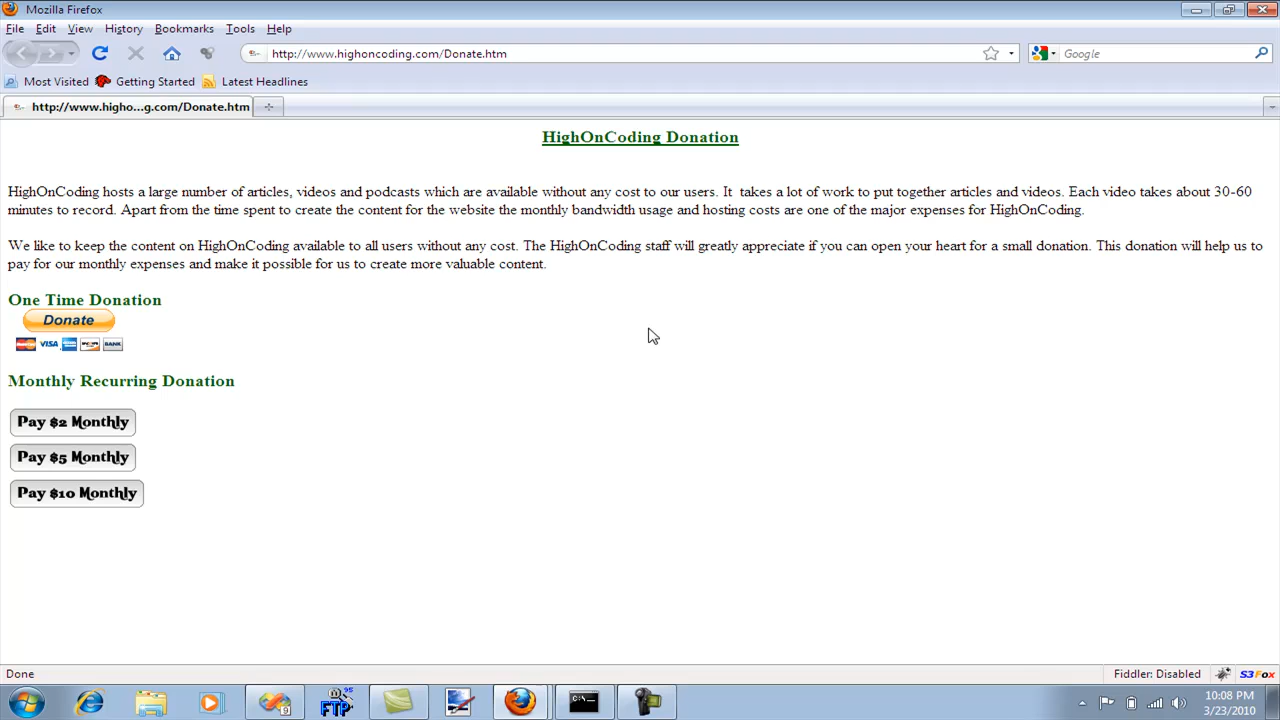 Mozilla Firefox
File Edit View History Bookmarks Tools Help
http://www.highoncoding.com/Donate.htm
Google
Most Visited Getting Started Latest Headlines
http://www.higho...g.com/Donate.htm
HighOnCoding Donation
HighOnCoding hosts a large number of articles, videos and podcasts which are available without any cost to our users. It takes a lot of work to put together articles and videos. Each video takes about 30-60
minutes to record. Apart from the time spent to create the content for the website the monthly bandwidth usage and hosting costs are one of the major expenses for HighOnCoding.
We like to keep the content on HighOnCoding available to all users without any cost. The HighOnCoding staff will greatly appreciate if you can open your heart for a small donation. This donation will help us to
pay for our monthly expenses and make it possible for us to create more valuable content.
One Time Donation
Donate
VISA BANK
Monthly Recurring Donation
Pay $2 Monthly
Pay $5 Monthly
Pay $10 Monthly
Done
Fiddler: Disabled S3Fox
FTP
10:08 PM
3/23/2010